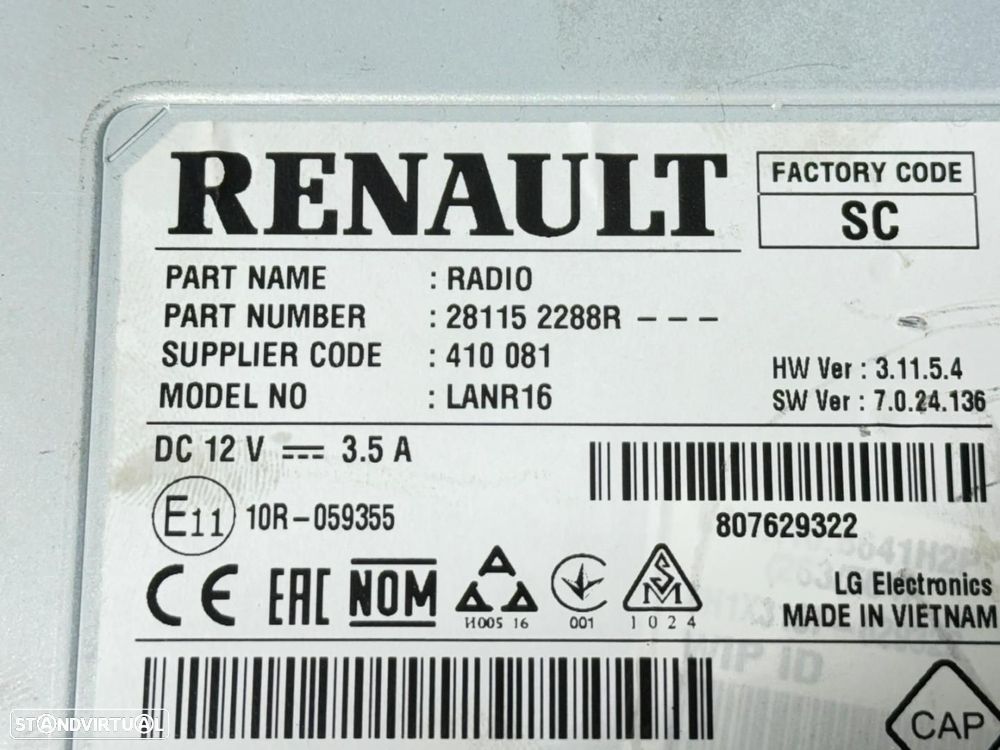 RENAULT
FACTORY CODE
SC
PART NAME : RADIO
PART NUMBER : 28115 2288R - - -
SUPPLIER CODE : 410 081
MODEL NO : LANR16
HW Ver : 3.11.5.4
SW Ver : 7.0.24.136
DC 12 V ⎓ 3.5 A
E11 10R-059355
807629322
CE EAC NOM
H005 16
001
SM
1024
LG Electronics
MADE IN VIETNAM
ID
CAP
STANDVIRTUAL